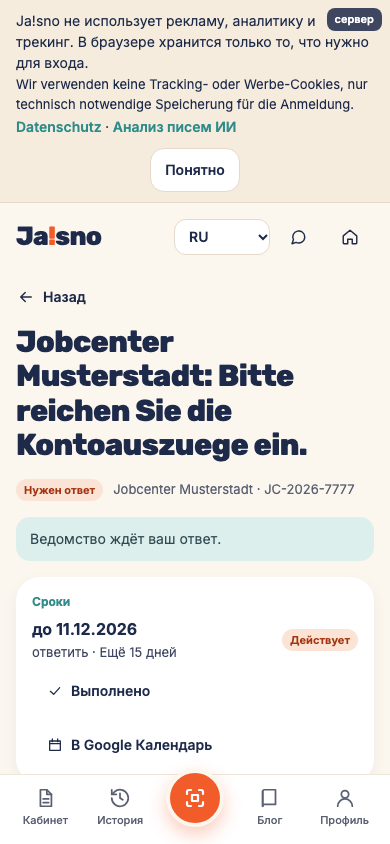 Ja!sno не использует рекламу, аналитику и
трекинг. В браузере хранится только то, что нужно
для входа.
сервер
Wir verwenden keine Tracking- oder Werbe-Cookies, nur
technisch notwendige Speicherung für die Anmeldung.
Datenschutz · Анализ писем ИИ
Понятно
Ja!sno
RU
Назад
Jobcenter
Musterstadt: Bitte
reichen Sie die
Kontoauszuege ein.
Нужен ответ
Jobcenter Musterstadt · JC-2026-7777
Ведомство ждёт ваш ответ.
Сроки
до 11.12.2026
ответить · Ещё 15 дней
Действует
Выполнено
В Google Календарь
Кабинет
История
Блог
Профиль